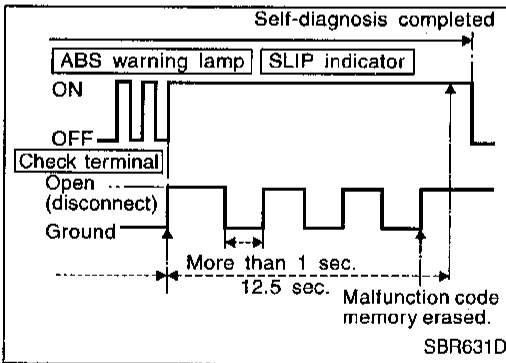 Self-diagnosis completed
ABS warning lamp SLIP indicator
ON
OFF
Check terminal
Open
(disconnect)
Ground
More than 1 sec.
12.5 sec.
Malfunction code
memory erased.
SBR631D